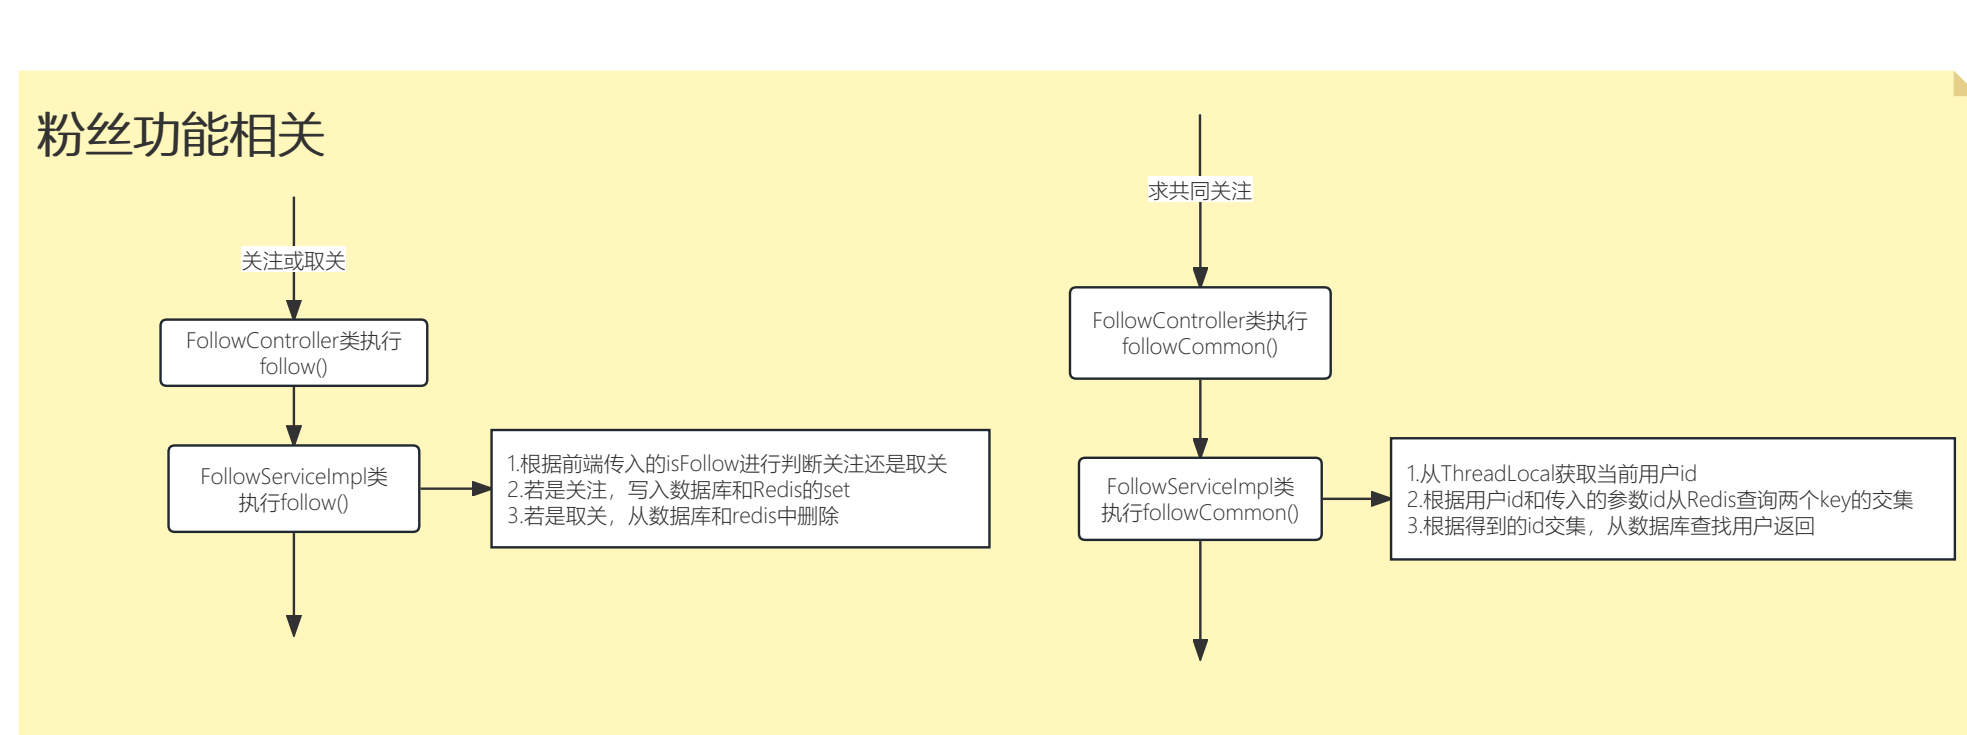 粉丝功能相关
关注或取关
FollowController类执行
follow()
FollowServiceImpl类
执行follow()
1.根据前端传入的isFollow进行判断关注还是取关
2.若是关注，写入数据库和Redis的set
3.若是取关，从数据库和redis中删除
求共同关注
FollowController类执行
followCommon()
FollowServiceImpl类
执行followCommon()
1.从ThreadLocal获取当前用户id
2.根据用户id和传入的参数id从Redis查询两个key的交集
3.根据得到的id交集，从数据库查找用户返回